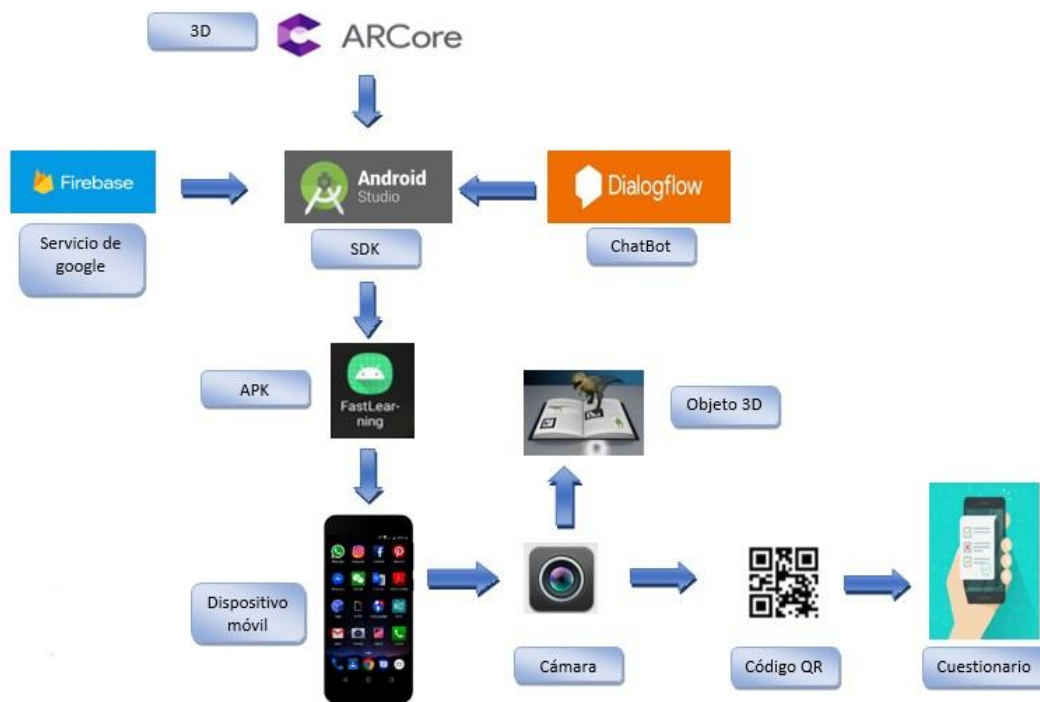 3D
ARCore
Firebase
Android
Studio
Dialogflow
Servicio de
google
SDK
ChatBot
APK
FastLear-
ning
Objeto 3D
Dispositivo
móvil
Cámara
Código QR
Cuestionario